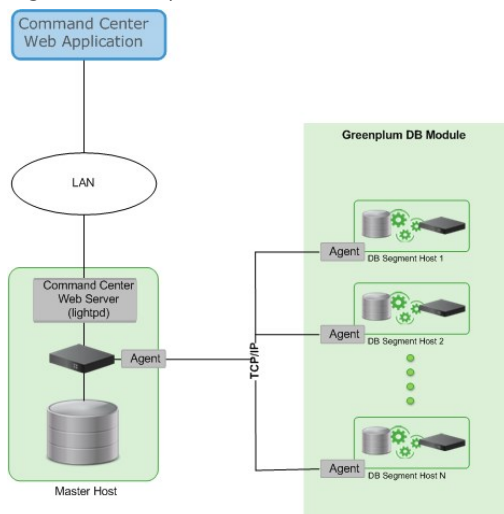 Command Center
Web Application
LAN
Command Center
Web Server
(lightpd)
Agent
Master Host
TCP/IP
Greenplum DB Module
Agent
DB Segment Host 1
Agent
DB Segment Host 2
Agent
DB Segment Host N